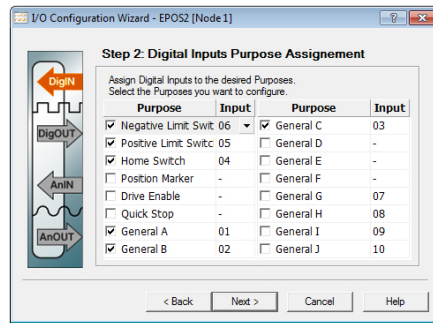 I/O Configuration Wizard - EPOS2 [Node 1]
Step 2: Digital Inputs Purpose Assignement
Assign Digital Inputs to the desired Purposes.
Select the Purposes you want to configure.
Purpose Input Purpose Input
Negative Limit Swit 06 General C 03
Positive Limit Switc 05 General D -
Home Switch 04 General E -
Position Marker - General F -
Drive Enable - General G 07
Quick Stop - General H 08
General A 01 General I 09
General B 02 General J 10
DigIN
DigOUT
AnIN
AnOUT
< Back Next > Cancel Help